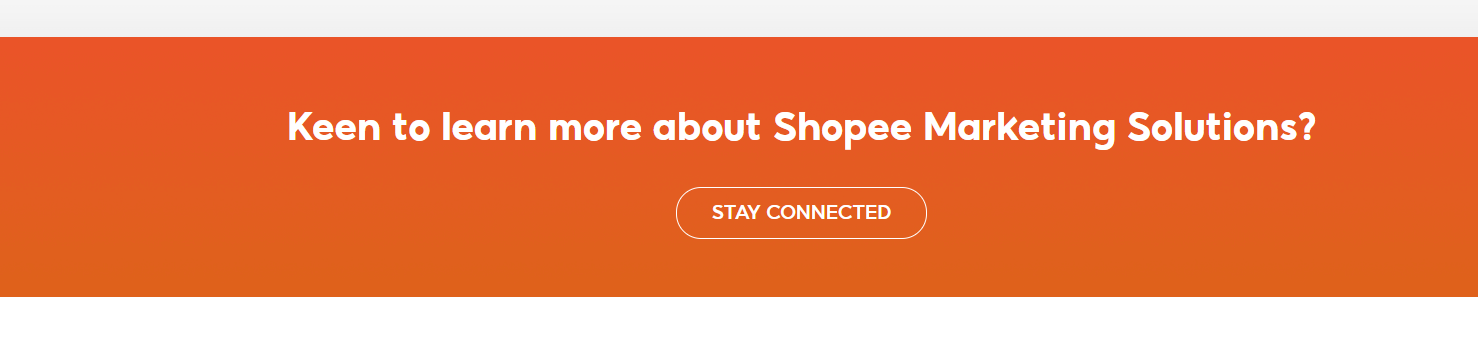 Keen to learn more about Shopee Marketing Solutions?
STAY CONNECTED